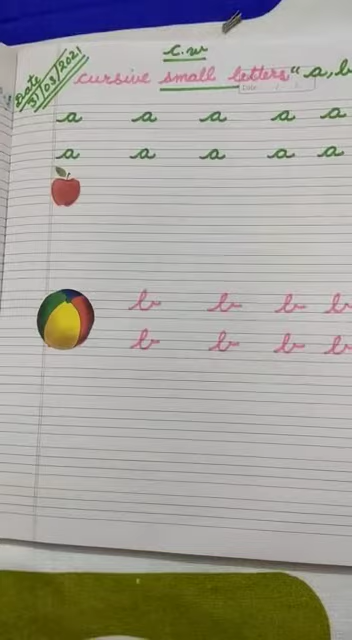 c.w
Date
31/03/2021
cursive small letters "a, b
a a a a a
a a a a a
b b b b
b b b b